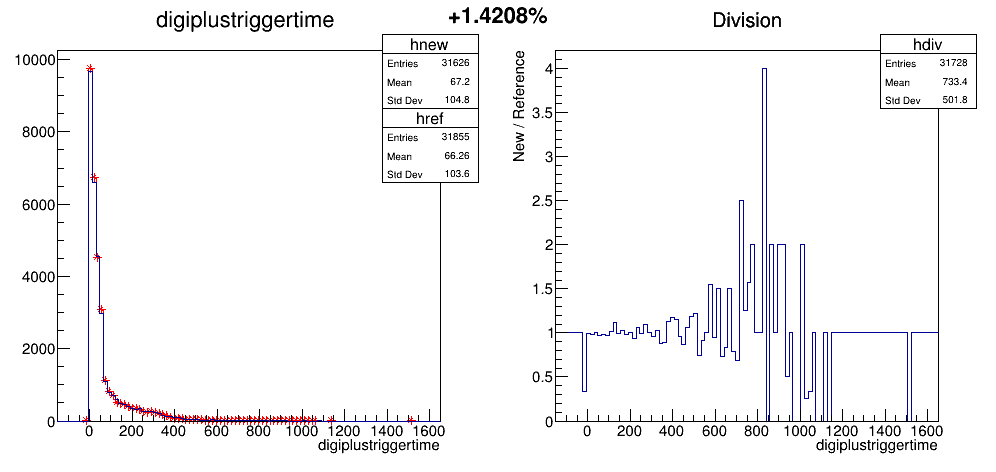 digiplustriggertime
+1.4208%
Division
hnew
Entries 31626
Mean 67.2
Std Dev 104.8
href
Entries 31855
Mean 66.26
Std Dev 103.6
10000
8000
6000
4000
2000
0
0 200 400 600 800 1000 1200 1400 1600
digiplustriggertime
hdiv
Entries 31728
Mean 733.4
Std Dev 501.8
New / Reference
4
3.5
3
2.5
2
1.5
1
0.5
0
0 200 400 600 800 1000 1200 1400 1600
digiplustriggertime